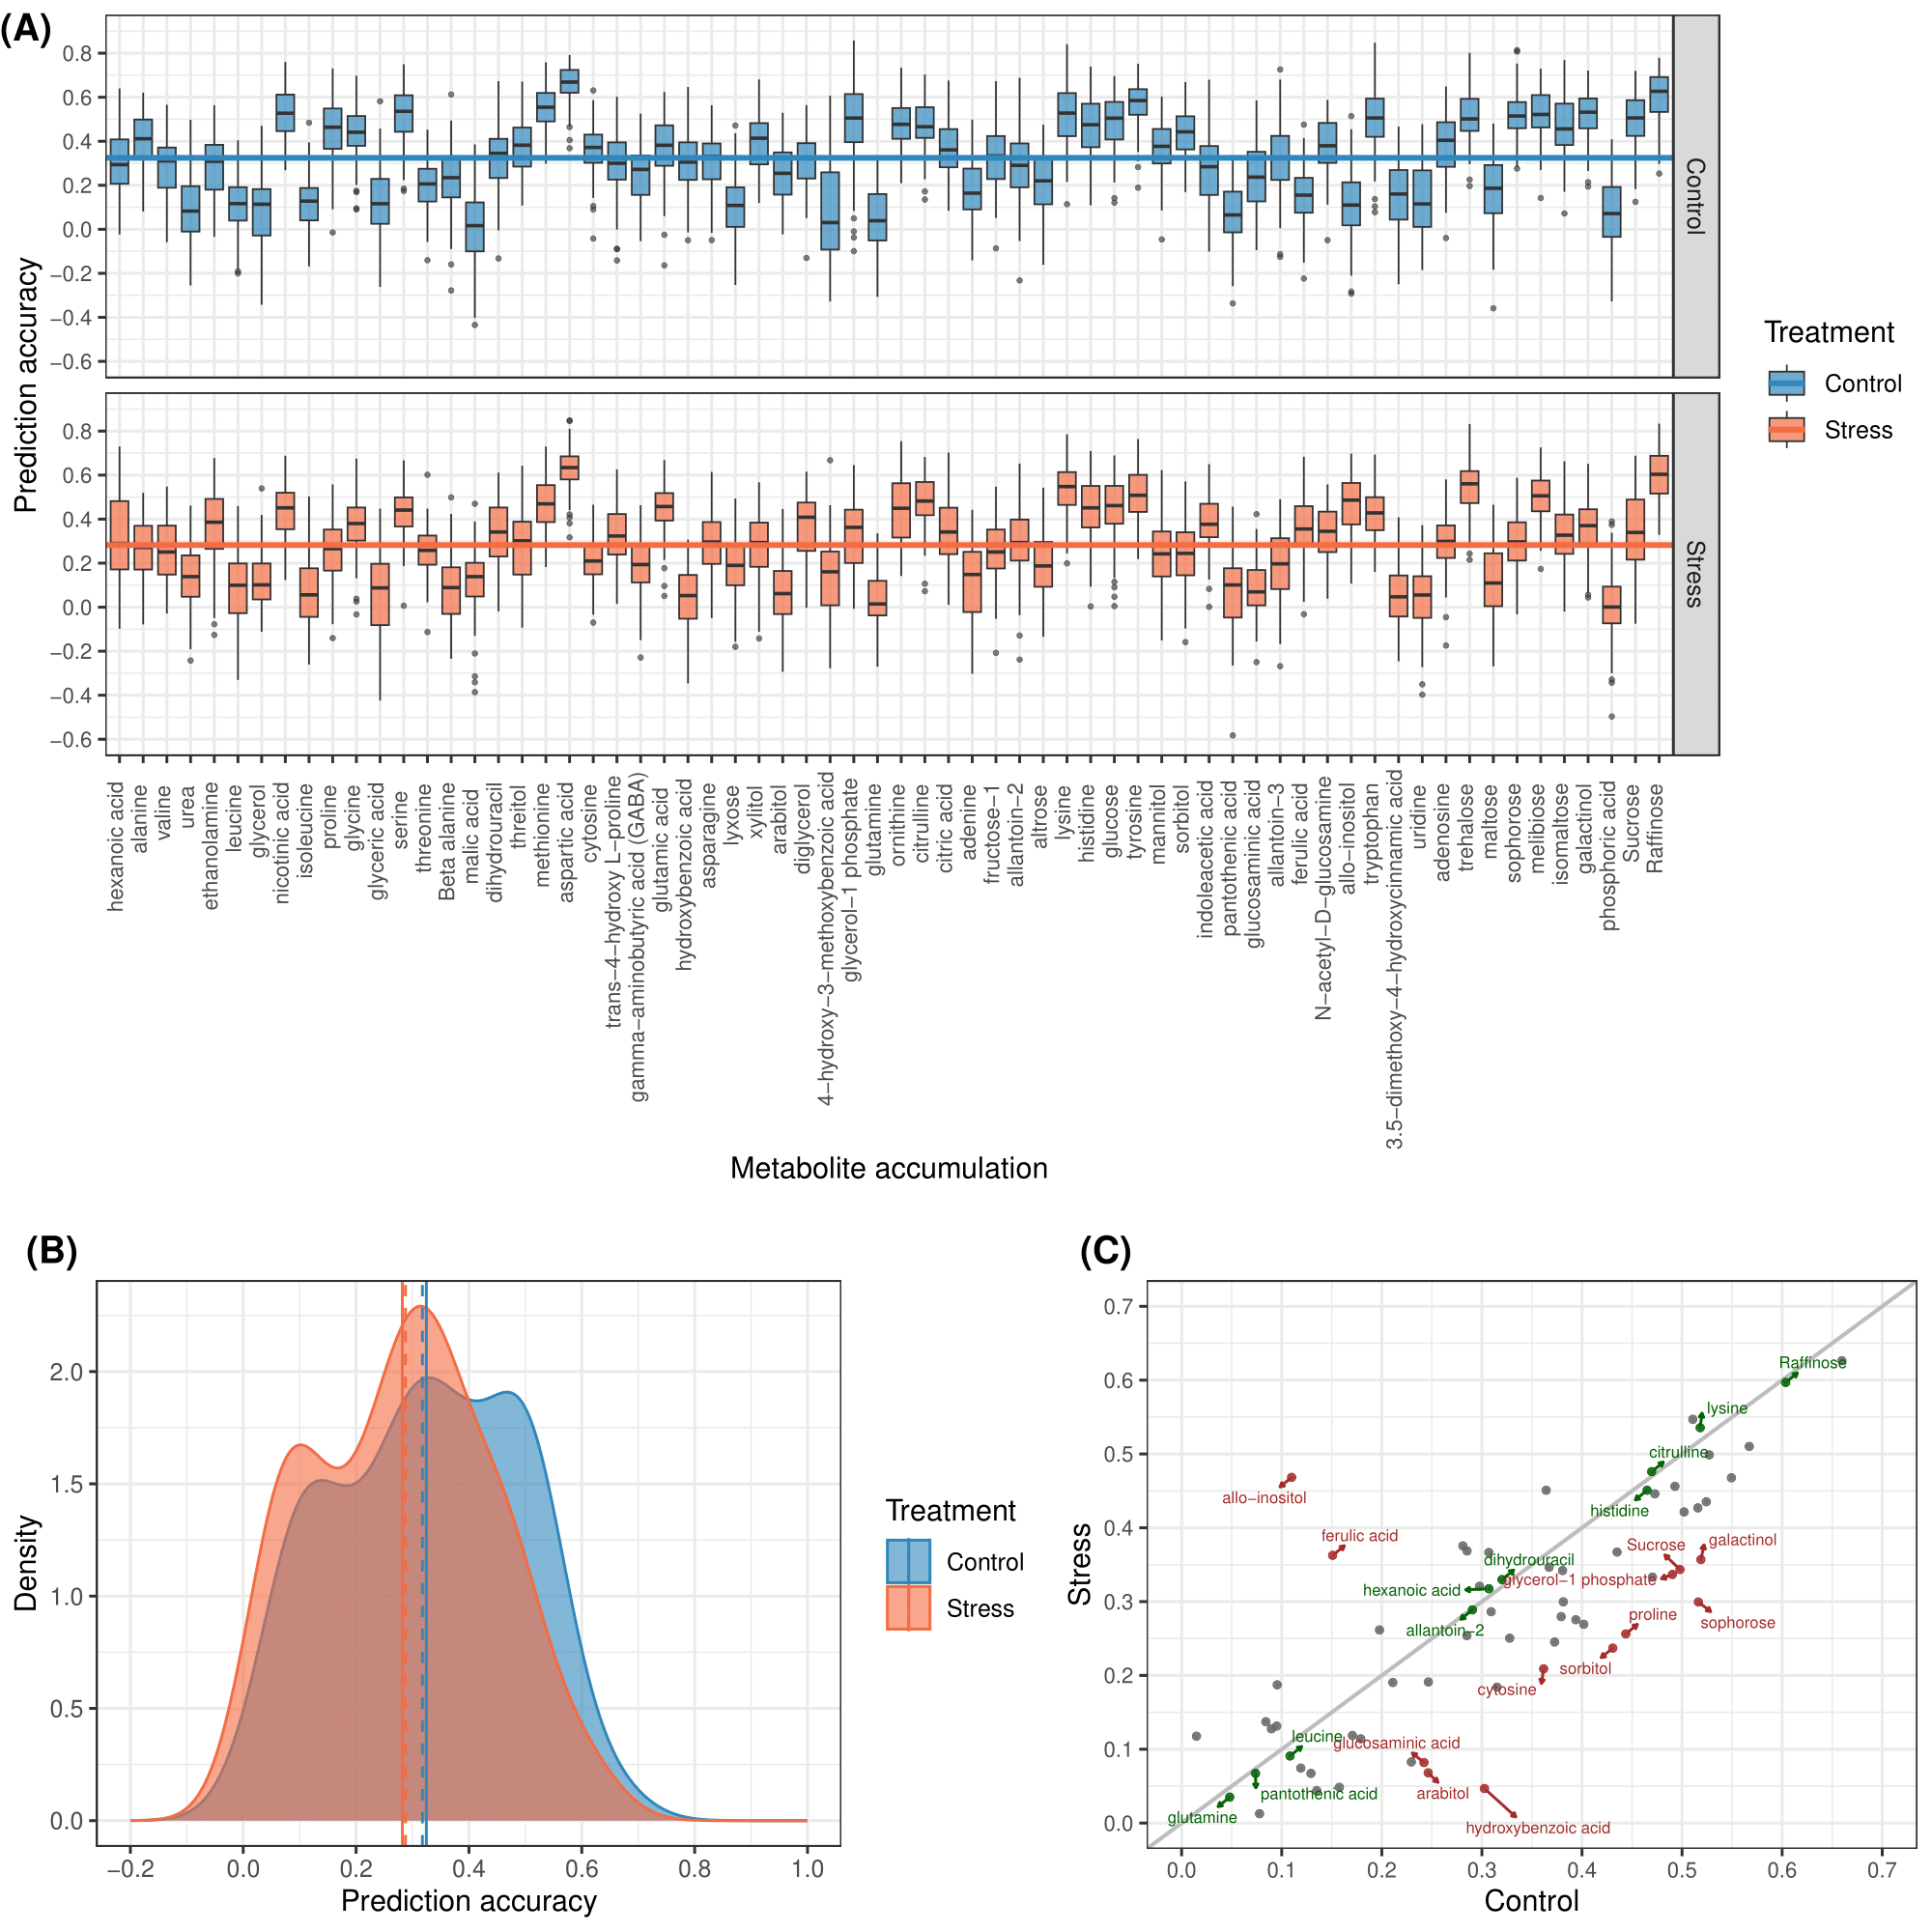 (A)
Prediction accuracy
0.8
0.6
0.4
0.2
0.0
−0.2
−0.4
−0.6
Control
0.8
0.6
0.4
0.2
0.0
−0.2
−0.4
−0.6
Stress
Treatment
Control
Stress
hexanoic acid
alanine
valine
urea
ethanolamine
leucine
glycerol
nicotinic acid
isoleucine
proline
glycine
glyceric acid
serine
threonine
Beta alanine
malic acid
dihydrouracil
threitol
methionine
aspartic acid
cytosine
trans−4−hydroxy L−proline
gamma−aminobutyric acid (GABA)
glutamic acid
hydroxybenzoic acid
asparagine
lyxose
xylitol
arabitol
diglycerol
4−hydroxy−3−methoxybenzoic acid
glycerol−1 phosphate
glutamine
ornithine
citrulline
citric acid
adenine
fructose−1
allantoin−2
altrose
lysine
histidine
glucose
tyrosine
mannitol
sorbitol
indoleacetic acid
pantothenic acid
glucosaminic acid
allantoin−3
ferulic acid
N−acetyl−D−glucosamine
allo−inositol
tryptophan
3.5−dimethoxy−4−hydroxycinnamic acid
uridine
adenosine
trehalose
maltose
sophorose
melibiose
isomaltose
galactinol
phosphoric acid
Sucrose
Raffinose
Metabolite accumulation
(B)
Density
2.0
1.5
1.0
0.5
0.0
−0.2
0.0
0.2
0.4
0.6
0.8
1.0
Prediction accuracy
Treatment
Control
Stress
(C)
Stress
0.7
0.6
0.5
0.4
0.3
0.2
0.1
0.0
Raffinose
lysine
citrulline
allo−inositol
histidine
ferulic acid
Sucrose
galactinol
dihydrouracil
hexanoic acid
glycerol−1 phosphate
proline
sophorose
allantoin−2
sorbitol
cytosine
leucine
glucosaminic acid
pantothenic acid
arabitol
glutamine
hydroxybenzoic acid
0.0
0.1
0.2
0.3
0.4
0.5
0.6
0.7
Control